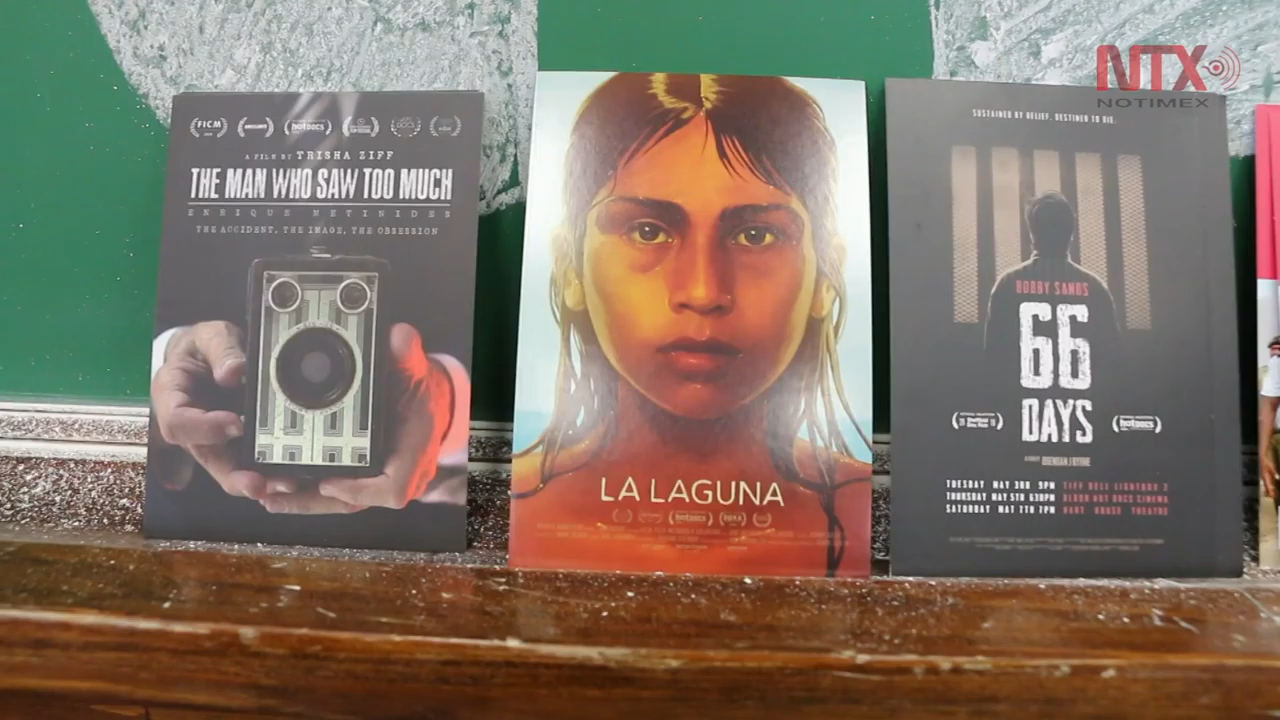 NTX
NOTIMEX
FICM
hotDocs
A FILM BY TRISHA ZIFF
THE MAN WHO SAW TOO MUCH
ENRIQUE METINIDES
THE ACCIDENT, THE IMAGE, THE OBSESSION
LA LAGUNA
hotDocs
SUSTAINED BY BELIEF. DESTINED TO DIE.
BOBBY SANDS
66
DAYS
hotDocs
TUESDAY MAY 3RD 9PM TIFF BELL LIGHTBOX 2
THURSDAY MAY 5TH 6:30PM BLOOR HOT DOCS CINEMA
SATURDAY MAY 7TH 7PM HART HOUSE THEATRE